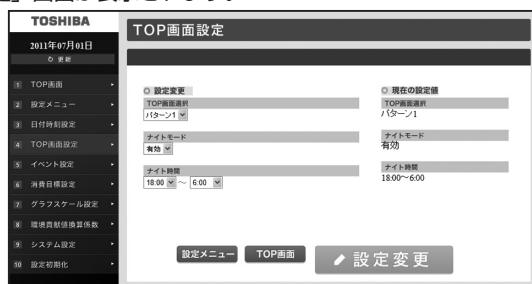 』画面が表示されます。
TOSHIBA
2011年07月01日
更新
1 TOP画面
2 設定メニュー
3 日付時刻設定
4 TOP画面設定
5 イベント設定
6 消費目標設定
7 グラフスケール設定
8 環境貢献値換算係数
9 システム設定
10 設定初期化
TOP画面設定
設定変更
TOP画面選択
パターン1
ナイトモード
有効
ナイト時間
18:00 ～ 6:00
現在の設定値
TOP画面選択
パターン1
ナイトモード
有効
ナイト時間
18:00～6:00
設定メニュー TOP画面 設定変更